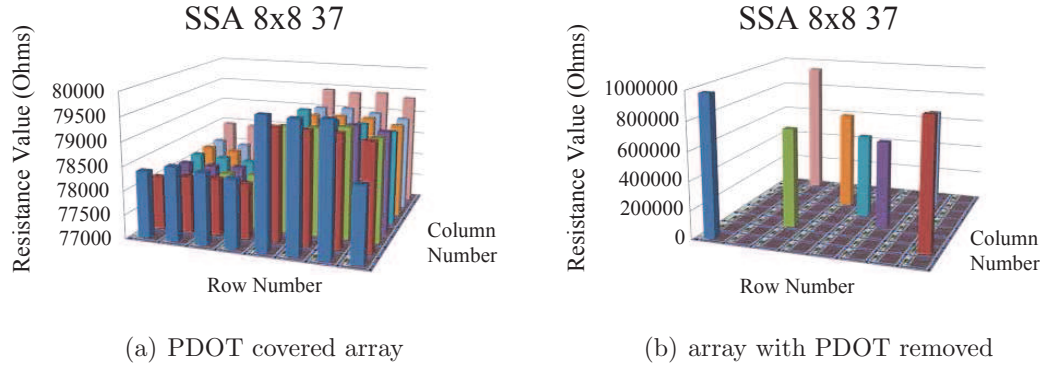 SSA 8x8 37
Resistance Value (Ohms)
80000
79500
79000
78500
78000
77500
77000
Column
Number
Row Number
(a) PDOT covered array
SSA 8x8 37
Resistance Value (Ohms)
1000000
800000
600000
400000
200000
0
Column
Number
Row Number
(b) array with PDOT removed